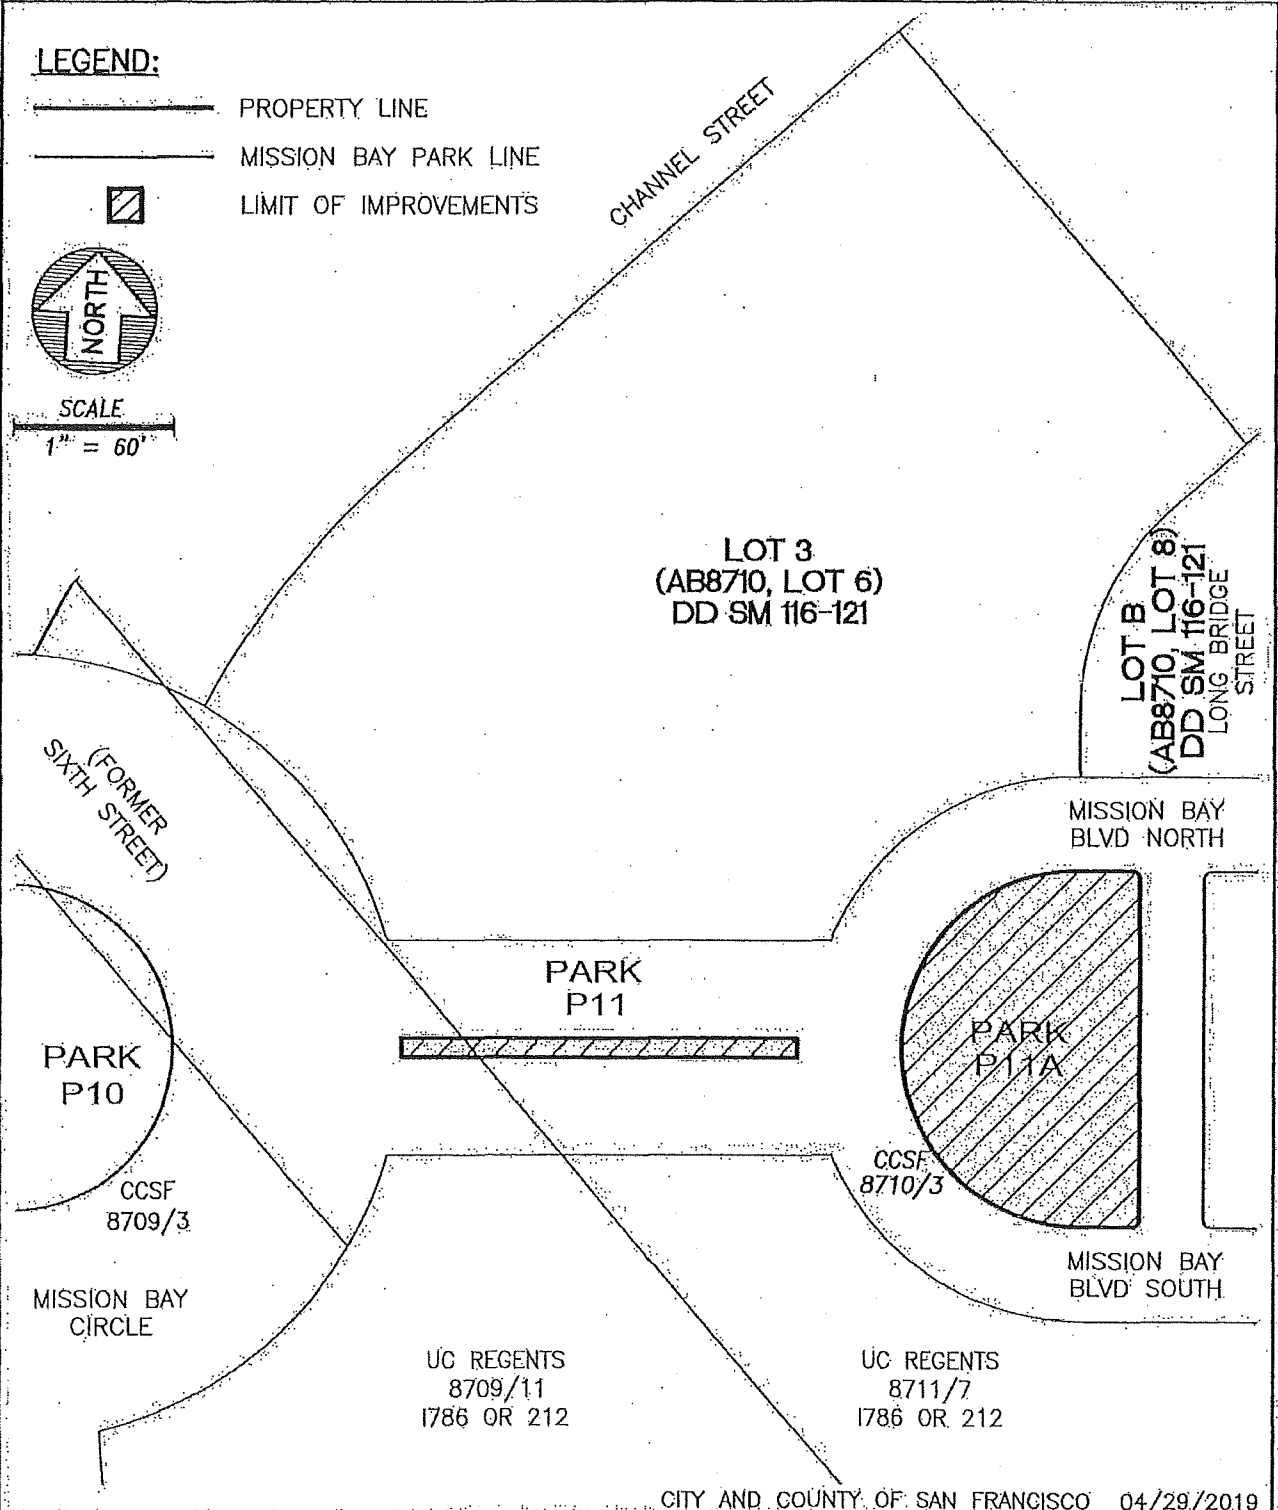 LEGEND:
PROPERTY LINE
MISSION BAY PARK LINE
LIMIT OF IMPROVEMENTS
NORTH
SCALE
1" = 60'
CHANNEL STREET
LOT 3
(AB8710, LOT 6)
DD SM 116-121
LOT B
(AB8710, LOT 8)
DD SM 116-121
LONG BRIDGE
STREET
(FORMER
SIXTH STREET)
MISSION BAY
BLVD NORTH
PARK
P11
PARK
P11A
PARK
P10
CCSF
8710/3
CCSF
8709/3
MISSION BAY
BLVD SOUTH
MISSION BAY
CIRCLE
UC REGENTS
8709/11
I786 OR 212
UC REGENTS
8711/7
I786 OR 212
CITY AND COUNTY OF SAN FRANCISCO 04/29/2019